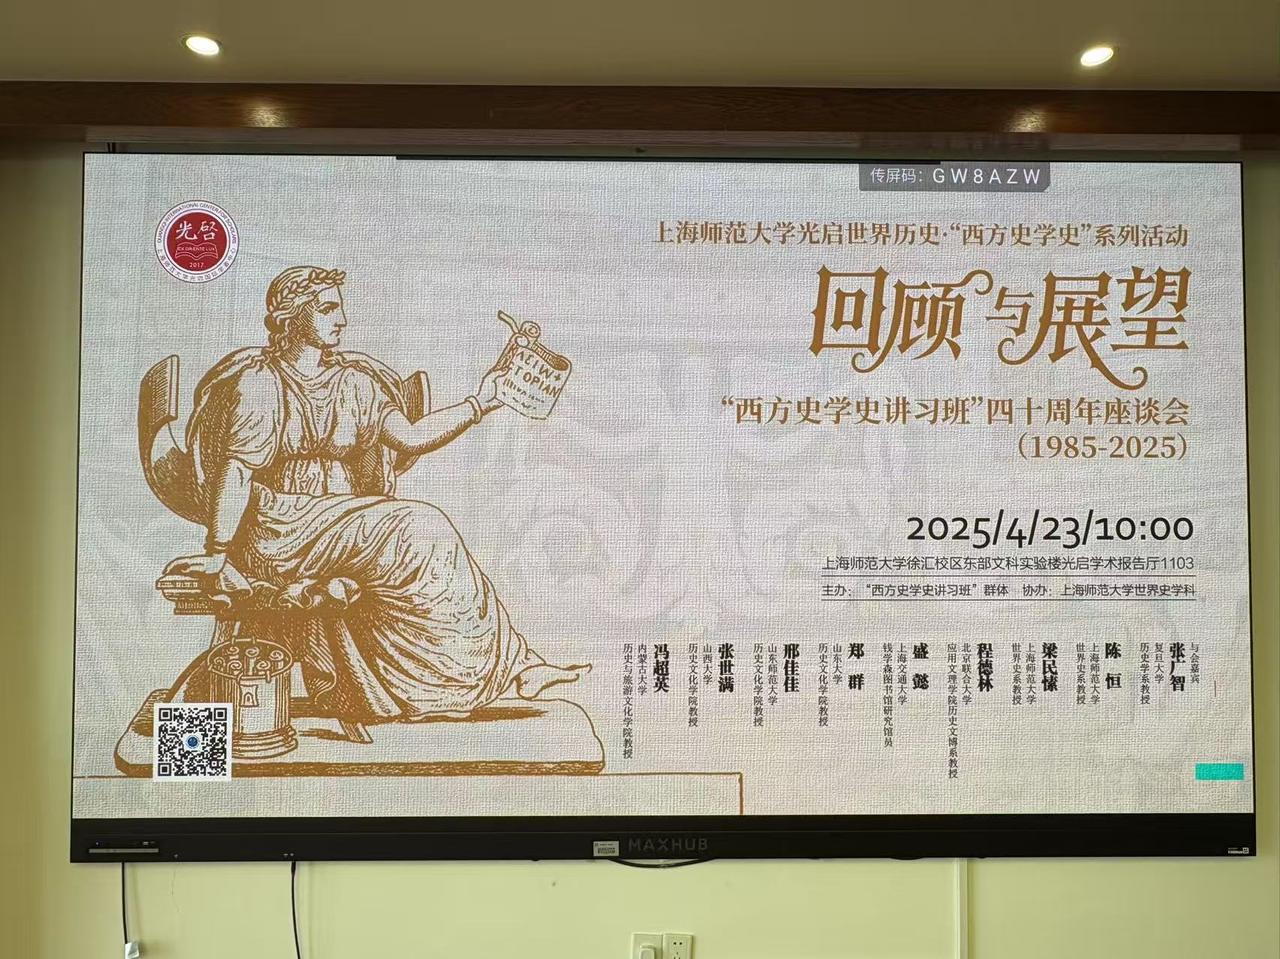 传屏码：GW8AZW
光启
EX ORIENTE LUX
2017
上海师范大学光启世界历史·“西方史学史”系列活动
回顾与展望
“西方史学史讲习班”四十周年座谈会
（1985-2025）
2025/4/23/10:00
上海师范大学徐汇校区东部文科实验楼光启学术报告厅1103
主办：“西方史学史讲习班”群体 协办：上海师范大学世界史学科
与会嘉宾
张广智
复旦大学
历史学系教授
陈恒
上海师范大学
世界史系教授
梁民愫
上海师范大学
世界史系教授
程德林
北京联合大学
应用文理学院历史文博系教授
盛懿
上海交通大学
钱学森图书馆研究馆员
郑群
山东大学
历史文化学院教授
邢佳佳
山东师范大学
历史文化学院教授
张世满
山西大学
历史文化学院教授
冯超英
内蒙古大学
历史与旅游文化学院教授
MAXHUB